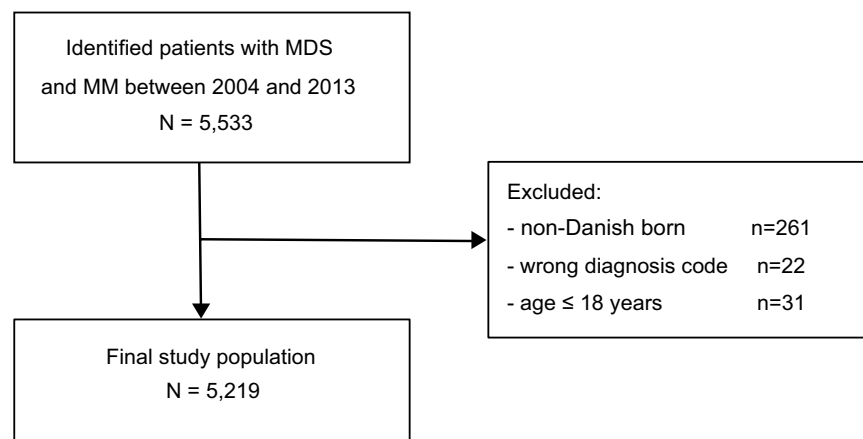 Identified patients with MDS
and MM between 2004 and 2013
N = 5,533
Excluded:
- non-Danish born n=261
- wrong diagnosis code n=22
- age ≤ 18 years n=31
Final study population
N = 5,219